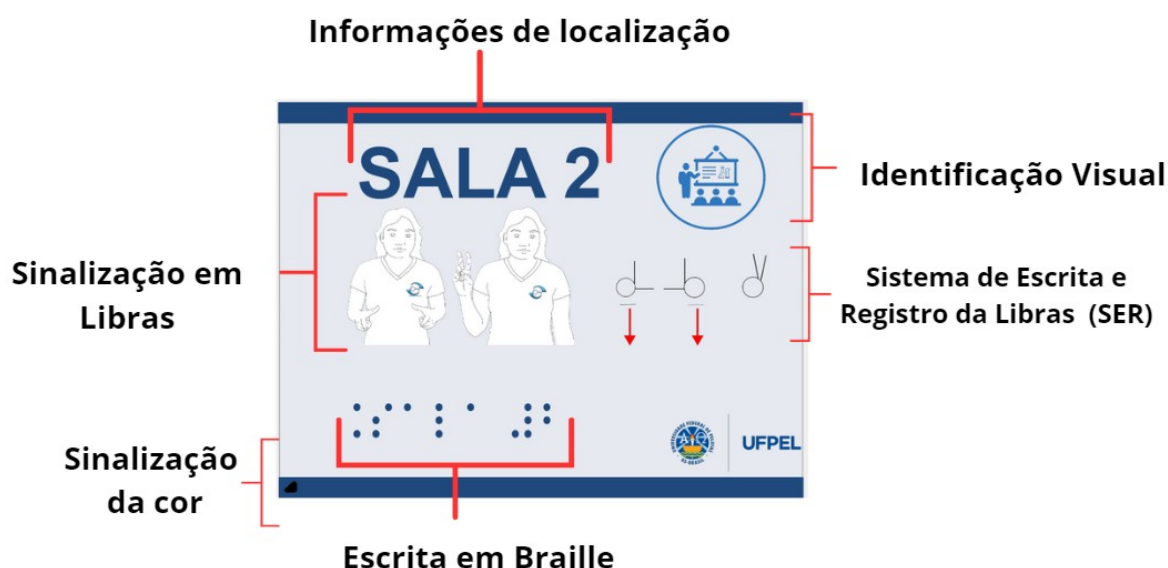 Informações de localização
SALA 2
Identificação Visual
Sinalização em
Libras
Sistema de Escrita e
Registro da Libras (SER)
UFPEL
Sinalização
da cor
Escrita em Braille